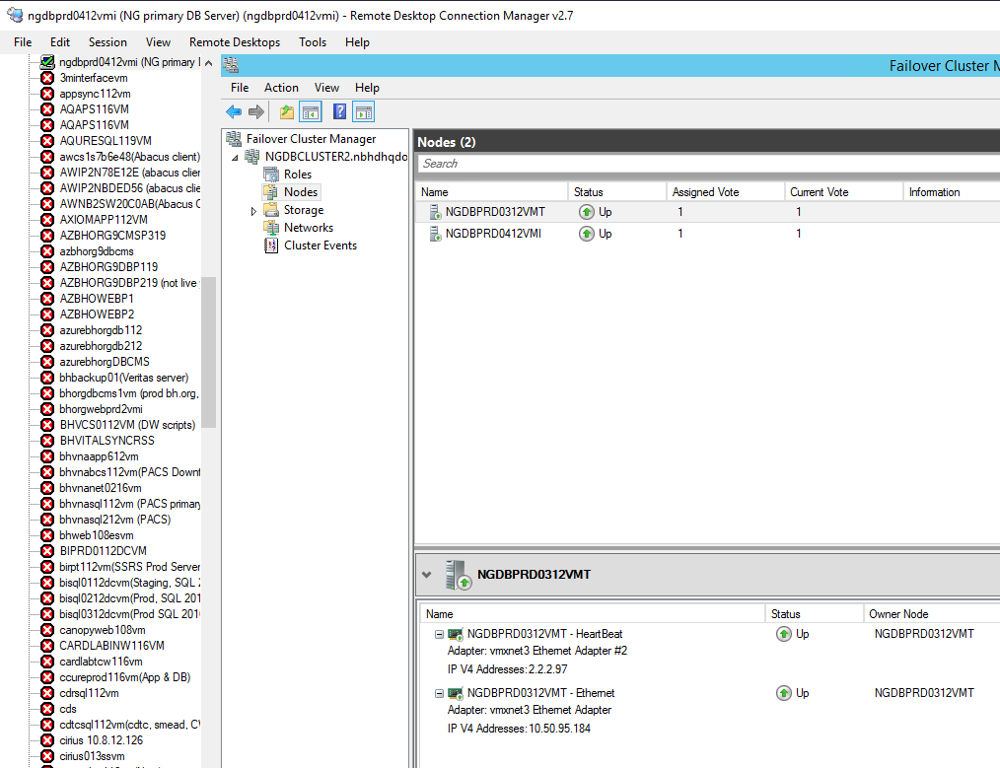 ngdbprd0412vmi (NG primary DB Server) (ngdbprd0412vmi) - Remote Desktop Connection Manager v2.7
File Edit Session View Remote Desktops Tools Help
ngdbprd0412vmi (NG primary I
3minterfacevm
appsync112vm
AQAPS116VM
AQAPS116VM
AQURESQL119VM
awcs1s7b6e48(Abacus client)
AWIP2N78E12E (abacus clie
AWIP2NBDED56 (abacus clie
AWNB2SW20C0AB(Abacus C
AXIOMAPP112VM
AZBHORG9CMSP319
azbhorg9dbcms
AZBHORG9DBP119
AZBHORG9DBP219 (not live
AZBHOWEBP1
AZBHOWEBP2
azurebhorgdb112
azurebhorgdb212
azurebhorgDBCMS
bhbackup01(Veritas server)
bhorgdbcms1vm (prod bh.org,
bhorgwebprd2vmi
BHVCS0112VM (DW scripts)
BHVITALSYNCRSS
bhvnaapp612vm
bhvnabcs112vm(PACS Downt
bhvnanet0216vm
bhvnasql112vm (PACS primary
bhvnasql212vm (PACS)
bhweb108esvm
BIPRD0112DCVM
birpt112vm(SSRS Prod Server
bisql0112dcvm(Staging, SQL 2
bisql0212dcvm(Prod, SQL 201
bisql0312dcvm(Prod SQL 2016
canopyweb108vm
CARDLABINW116VM
cardlabtcw116vm
ccureprod116vm(App & DB)
cdrsql112vm
cds
cdtcsql112vm(cdtc, smead, CV
cirius 10.8.12.126
cirius013ssvm
Failover Cluster M
File Action View Help
Failover Cluster Manager
NGDBCLUSTER2.nbhdhqdo
Roles
Nodes
Storage
Networks
Cluster Events
Nodes (2)
Search
Name Status Assigned Vote Current Vote Information
NGDBPRD0312VMT Up 1 1
NGDBPRD0412VMI Up 1 1
NGDBPRD0312VMT
Name Status Owner Node
NGDBPRD0312VMT - HeartBeat Up NGDBPRD0312VMT
Adapter: vmxnet3 Ethernet Adapter #2
IP V4 Addresses: 2.2.2.97
NGDBPRD0312VMT - Ethernet Up NGDBPRD0312VMT
Adapter: vmxnet3 Ethernet Adapter
IP V4 Addresses: 10.50.95.184